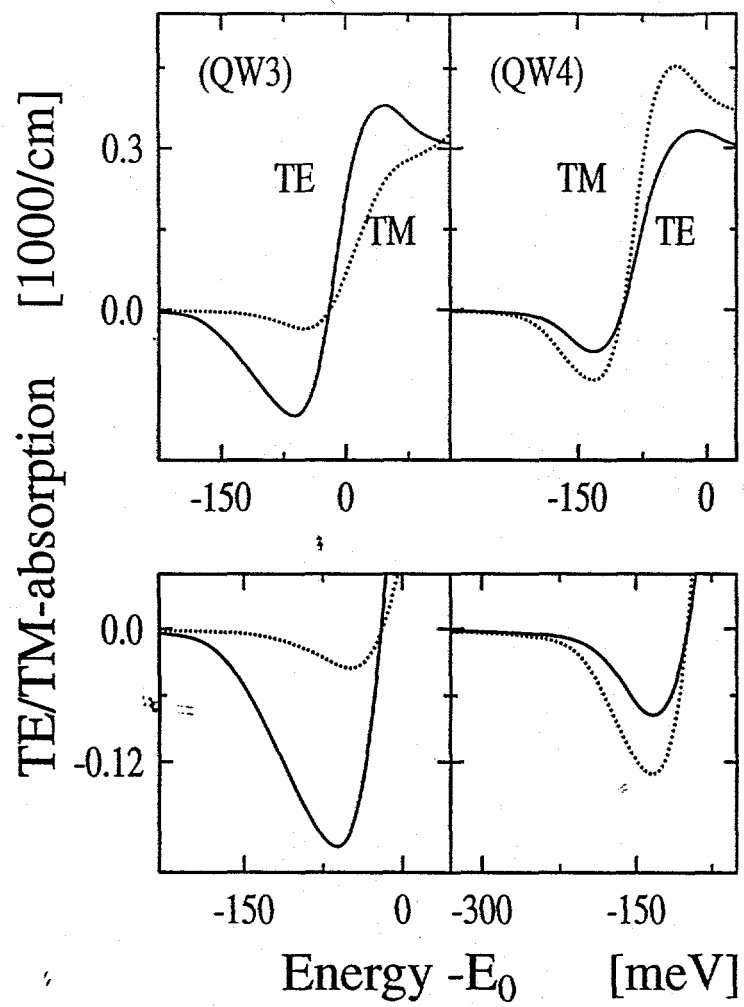 (QW3)
(QW4)
0.3
TE
TM
TM
TE
0.0
-150
0
-150
0
TE/TM-absorption [1000/cm]
0.0
-0.12
-150
0
-300
-150
Energy -E₀ [meV]